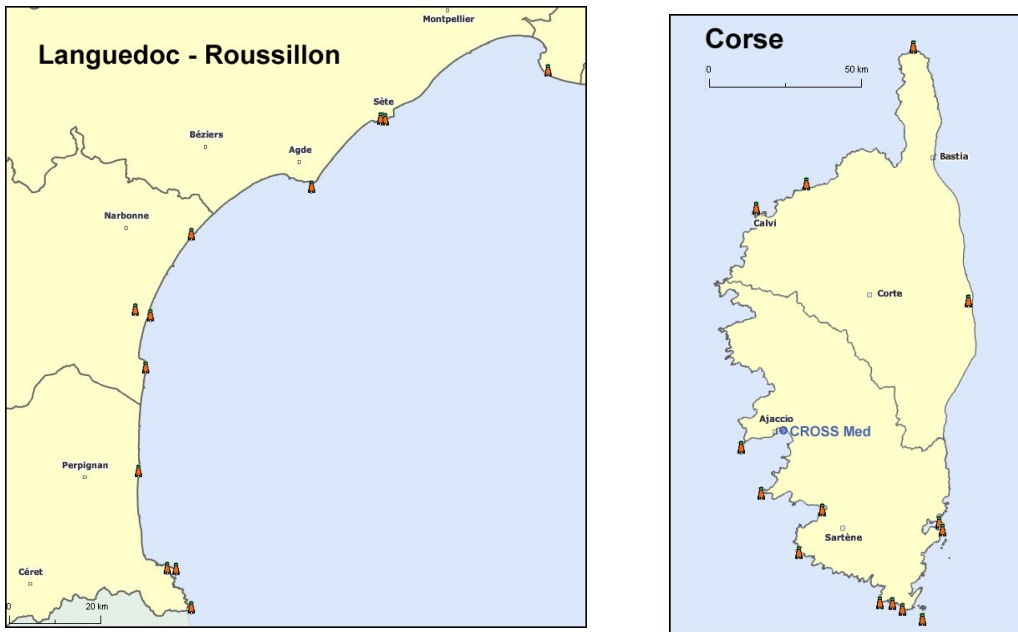 Montpellier
Languedoc - Roussillon
Sète
Béziers
Agde
Narbonne
Perpignan
Céret
0 20 km
Corse
0 50 km
Bastia
Calvi
Corte
Ajaccio
CROSS Med
Sartène